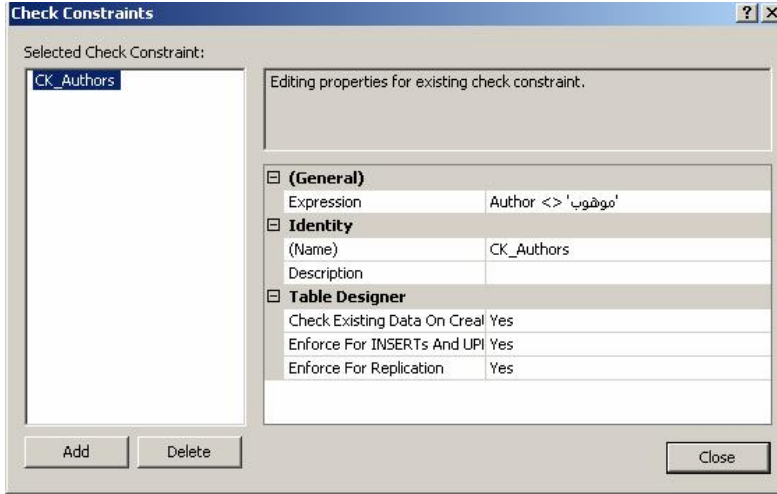 Check Constraints
Selected Check Constraint:
CK_Authors
Editing properties for existing check constraint.
(General)
Expression Author <> 'موهوب'
Identity
(Name) CK_Authors
Description
Table Designer
Check Existing Data On Creat Yes
Enforce For INSERTs And UPI Yes
Enforce For Replication Yes
Add Delete
Close